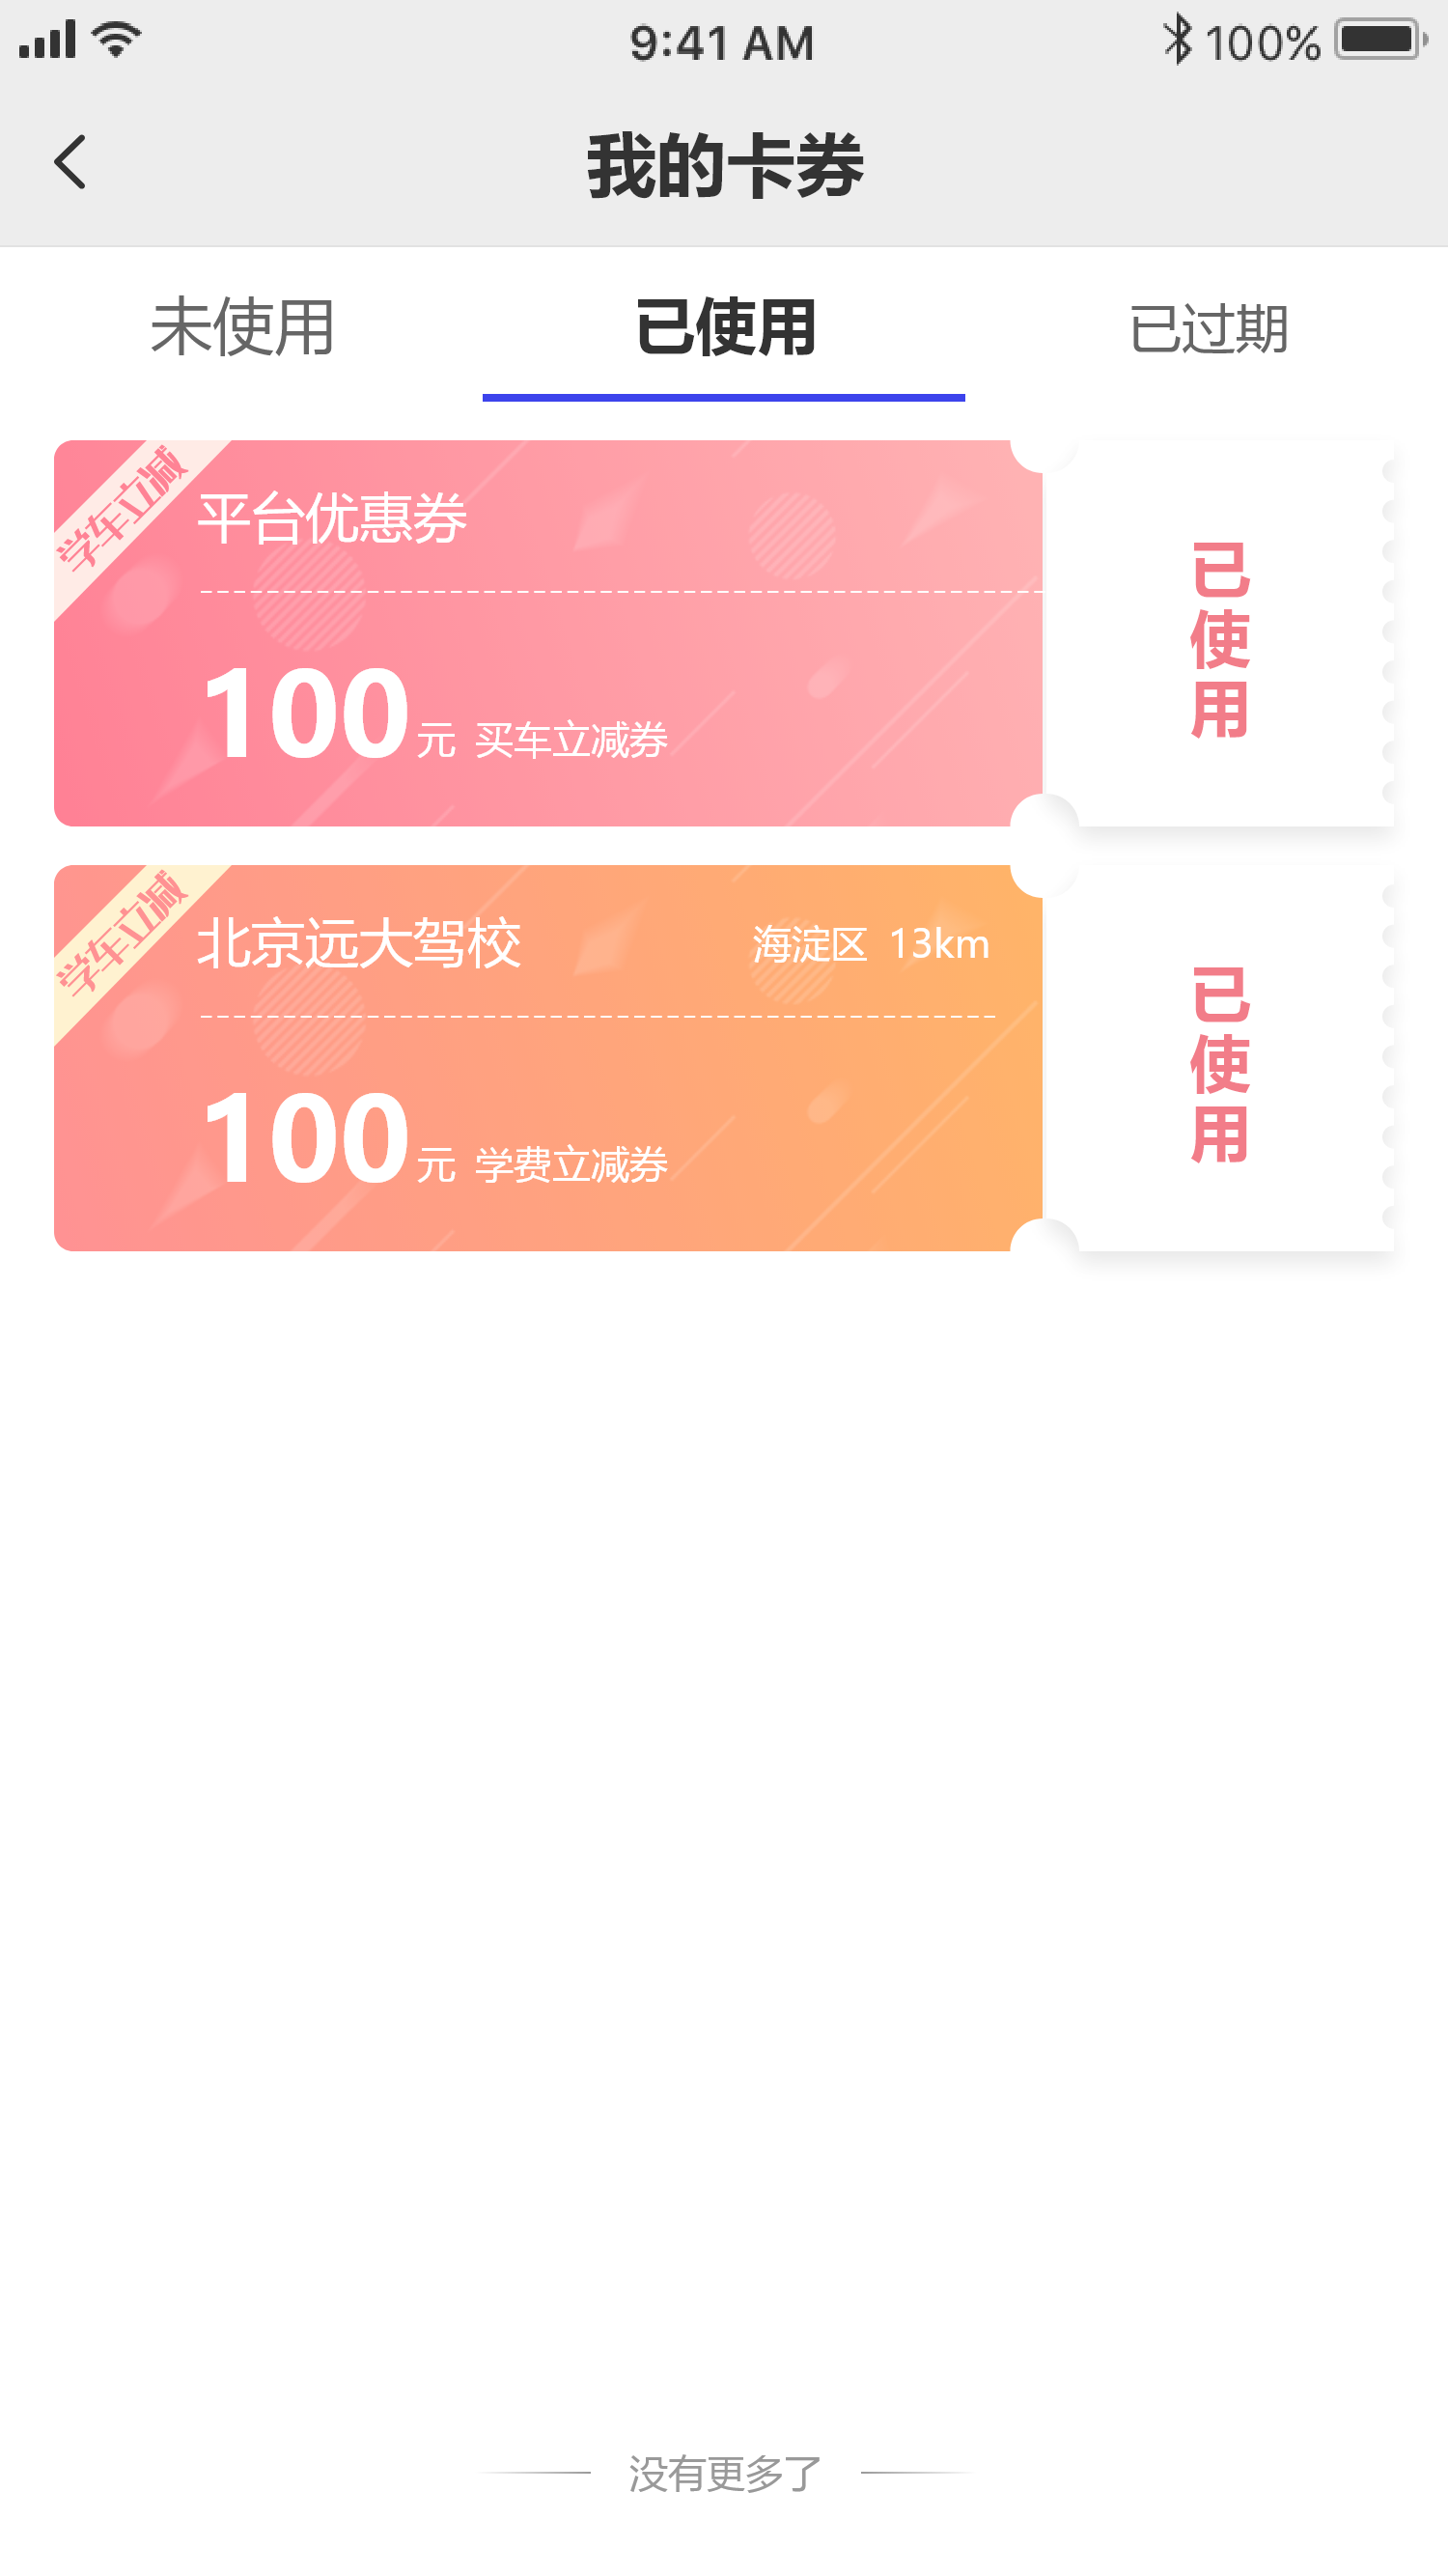 9:41 AM
100%
我的卡券
未使用
已使用
已过期
学车立减
平台优惠券
100元 买车立减券
已使用
学车立减
北京远大驾校
海淀区 13km
100元 学费立减券
已使用
没有更多了